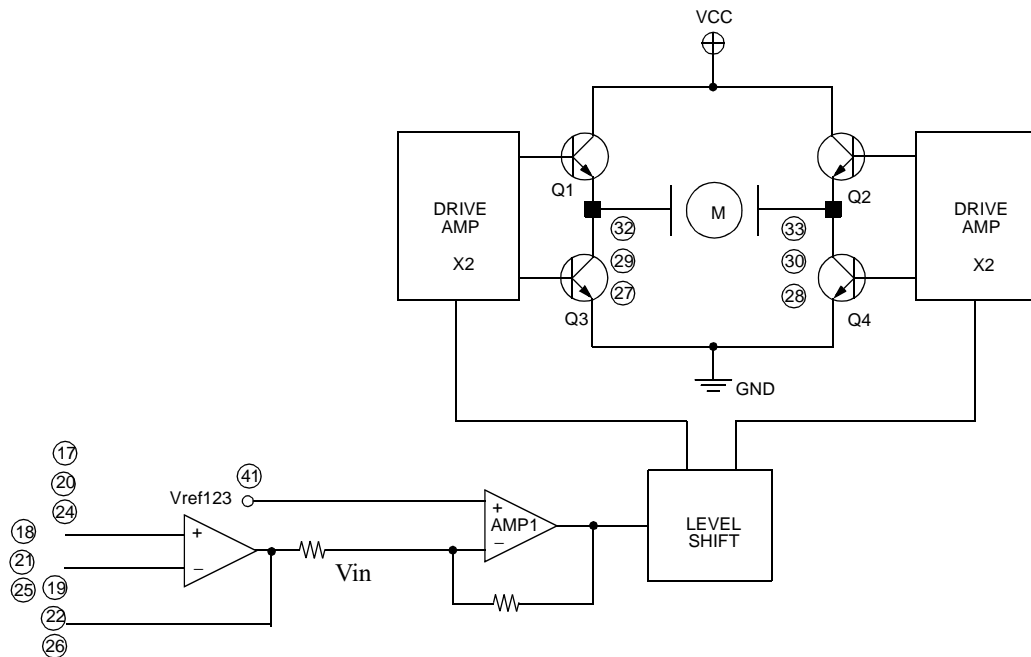 VCC
Q1
Q2
DRIVE
AMP
X2
M
DRIVE
AMP
X2
32
29
27
33
30
28
Q3
Q4
GND
17
20
24
18
21
25
19
22
26
Vref123
41
+
−
Vin
+
AMP1
−
LEVEL
SHIFT